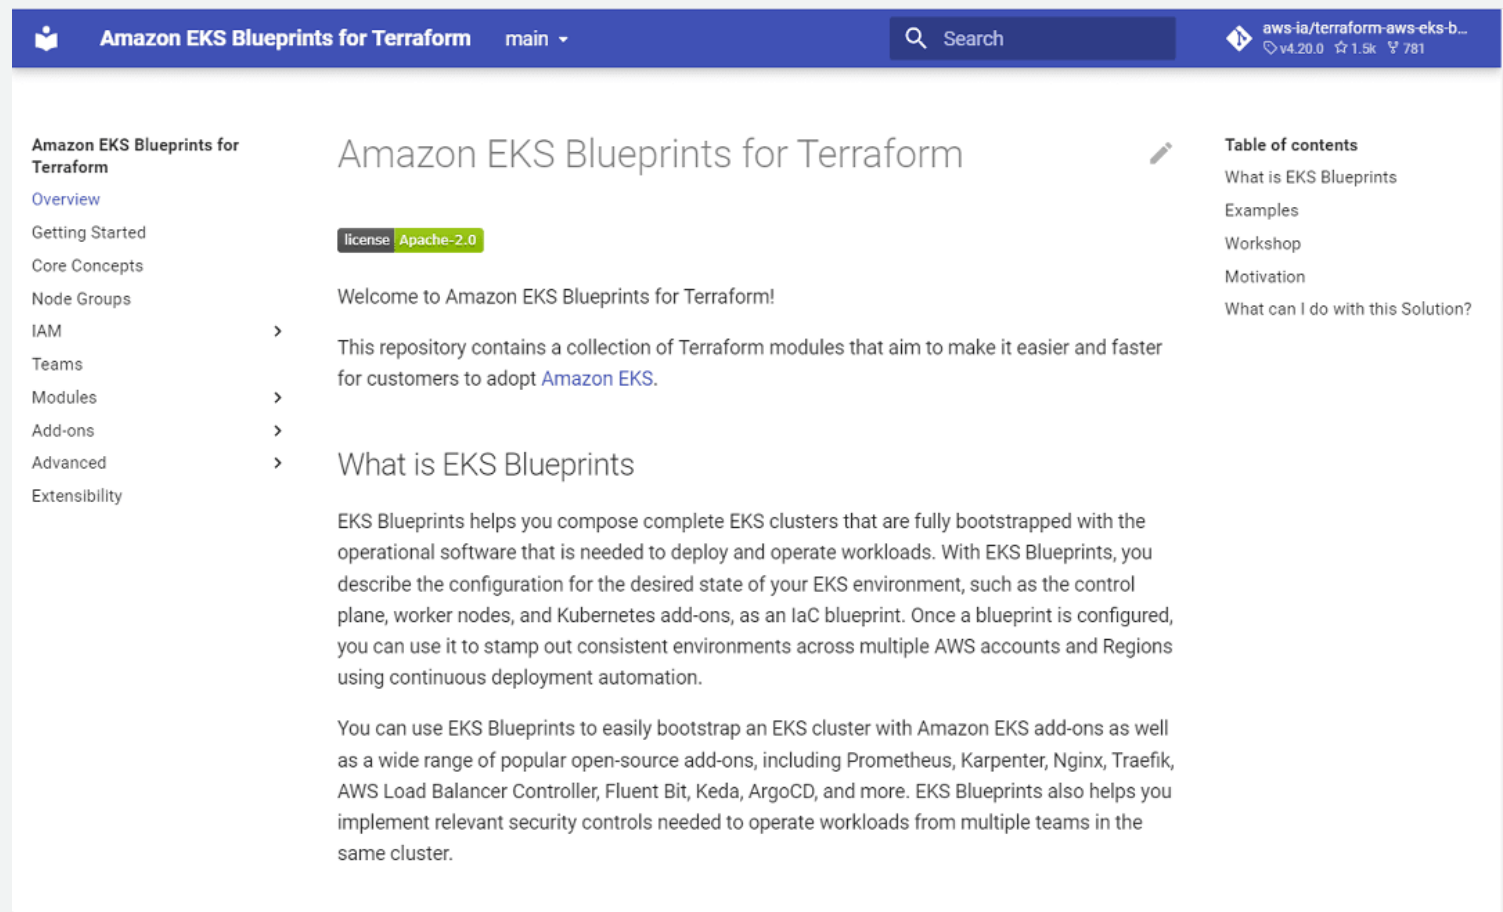 Amazon EKS Blueprints for Terraform
main
Search
aws-ia/terraform-aws-eks-b...
v4.20.0 1.5k 781
Amazon EKS Blueprints for
Terraform
Overview
Getting Started
Core Concepts
Node Groups
IAM
Teams
Modules
Add-ons
Advanced
Extensibility
Amazon EKS Blueprints for Terraform
license Apache-2.0
Welcome to Amazon EKS Blueprints for Terraform!
This repository contains a collection of Terraform modules that aim to make it easier and faster
for customers to adopt Amazon EKS.
What is EKS Blueprints
EKS Blueprints helps you compose complete EKS clusters that are fully bootstrapped with the
operational software that is needed to deploy and operate workloads. With EKS Blueprints, you
describe the configuration for the desired state of your EKS environment, such as the control
plane, worker nodes, and Kubernetes add-ons, as an IaC blueprint. Once a blueprint is configured,
you can use it to stamp out consistent environments across multiple AWS accounts and Regions
using continuous deployment automation.
You can use EKS Blueprints to easily bootstrap an EKS cluster with Amazon EKS add-ons as well
as a wide range of popular open-source add-ons, including Prometheus, Karpenter, Nginx, Traefik,
AWS Load Balancer Controller, Fluent Bit, Keda, ArgoCD, and more. EKS Blueprints also helps you
implement relevant security controls needed to operate workloads from multiple teams in the
same cluster.
Table of contents
What is EKS Blueprints
Examples
Workshop
Motivation
What can I do with this Solution?